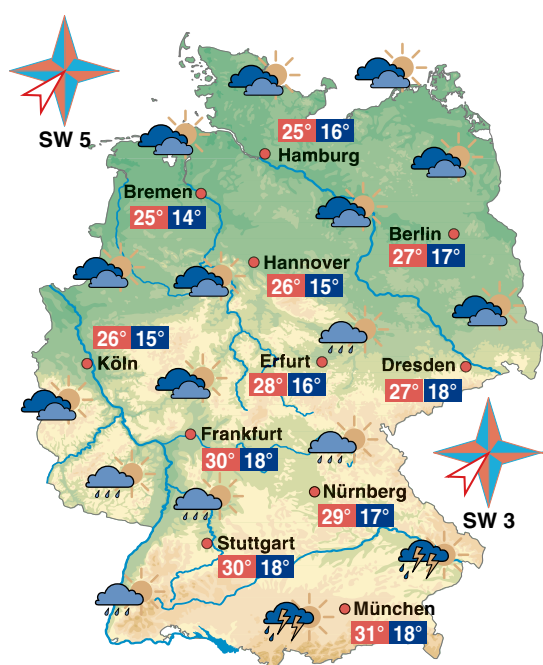 SW 5
25° 16°
Hamburg
Bremen
25° 14°
Berlin
27° 17°
Hannover
26° 15°
26° 15°
Köln
Erfurt
28° 16°
Dresden
27° 18°
Frankfurt
30° 18°
Nürnberg
29° 17°
SW 3
Stuttgart
30° 18°
München
31° 18°